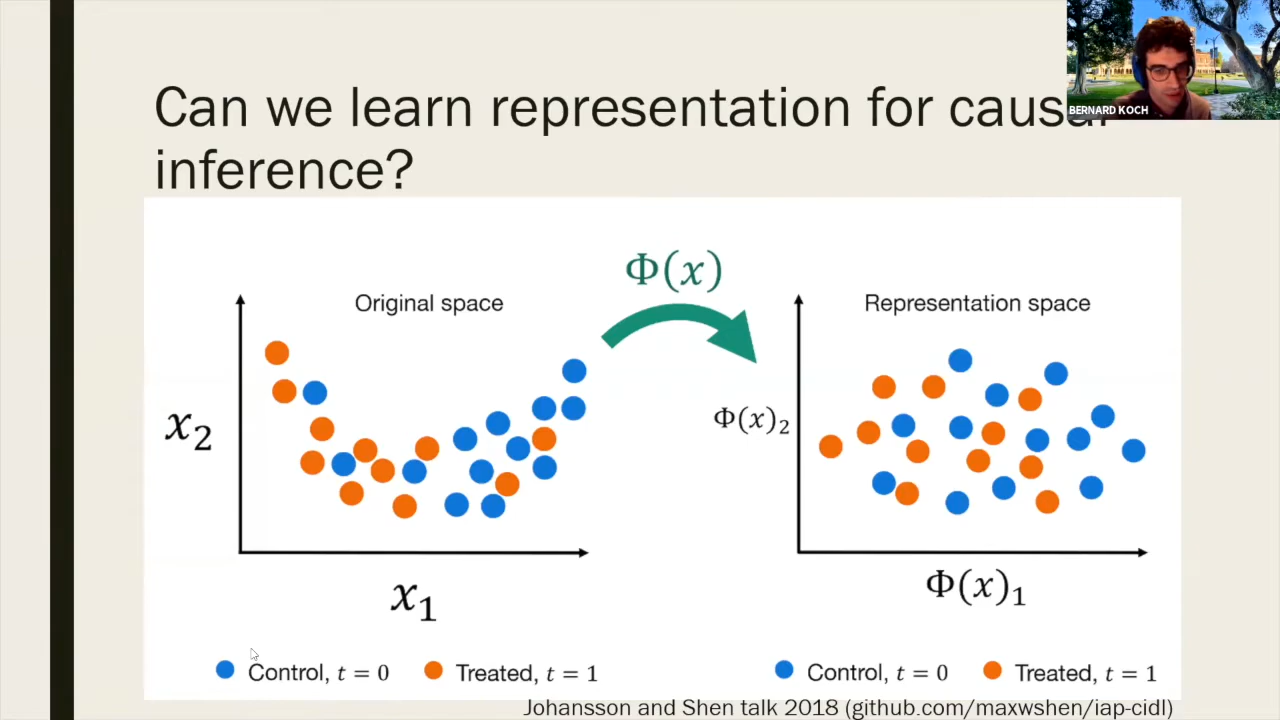 Can we learn representation for causal
inference?
BERNARD KOCH
Φ(x)
Original space
Representation space
x₂
Φ(x)₂
x₁
Φ(x)₁
Control, t = 0
Treated, t = 1
Control, t = 0
Treated, t = 1
Johansson and Shen talk 2018 (github.com/maxwshen/iap-cidl)